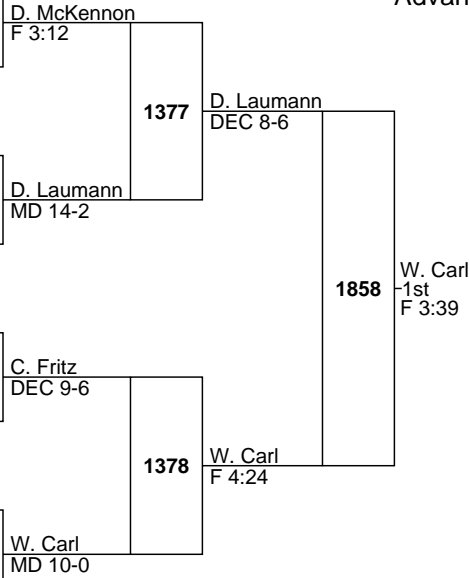 Advan
D. McKennon
F 3:12
1377
D. Laumann
DEC 8-6
D. Laumann
MD 14-2
1858
W. Carl
1st
F 3:39
C. Fritz
DEC 9-6
1378
W. Carl
F 4:24
W. Carl
MD 10-0